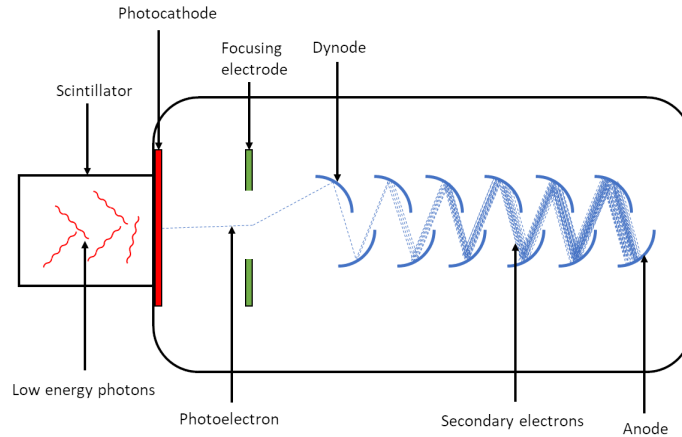 Photocathode
Focusing
electrode
Dynode
Scintillator
Low energy photons
Photoelectron
Secondary electrons
Anode